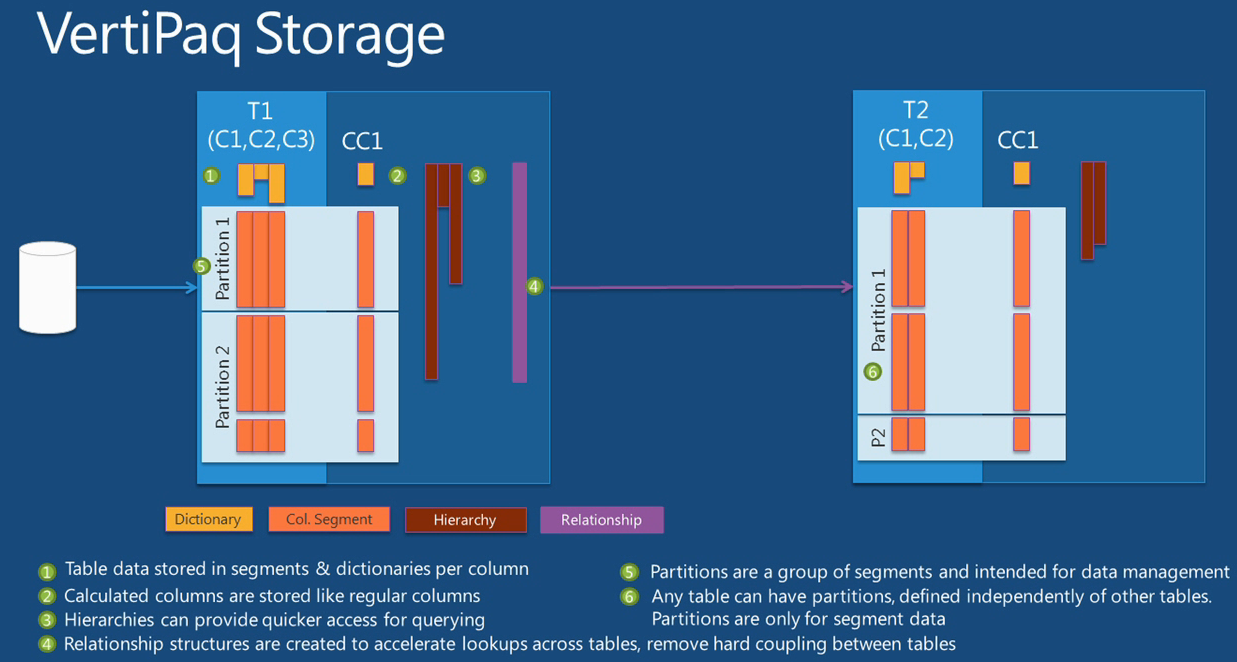 VertiPaq Storage
T1
(C1,C2,C3)
CC1
1
2
3
5
Partition 1
4
Partition 2
T2
(C1,C2)
CC1
Partition 1
6
P2
Dictionary
Col. Segment
Hierarchy
Relationship
1 Table data stored in segments & dictionaries per column
2 Calculated columns are stored like regular columns
3 Hierarchies can provide quicker access for querying
4 Relationship structures are created to accelerate lookups across tables, remove hard coupling between tables
5 Partitions are a group of segments and intended for data management
6 Any table can have partitions, defined independently of other tables.
Partitions are only for segment data